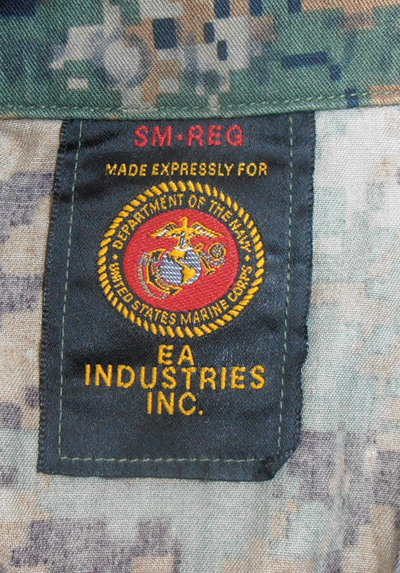 SM·REG
MADE EXPRESSLY FOR
DEPARTMENT OF THE NAVY
UNITED STATES MARINE CORPS
EA
INDUSTRIES
INC.